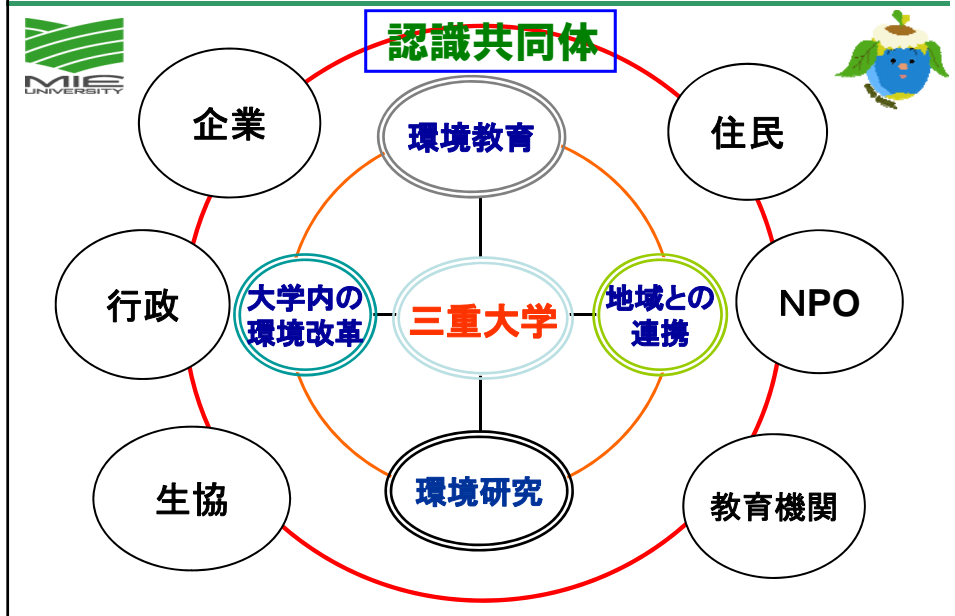 認識共同体
MIE
UNIVERSITY
企業
環境教育
住民
行政
大学内の
環境改革
三重大学
地域との
連携
NPO
生協
環境研究
教育機関